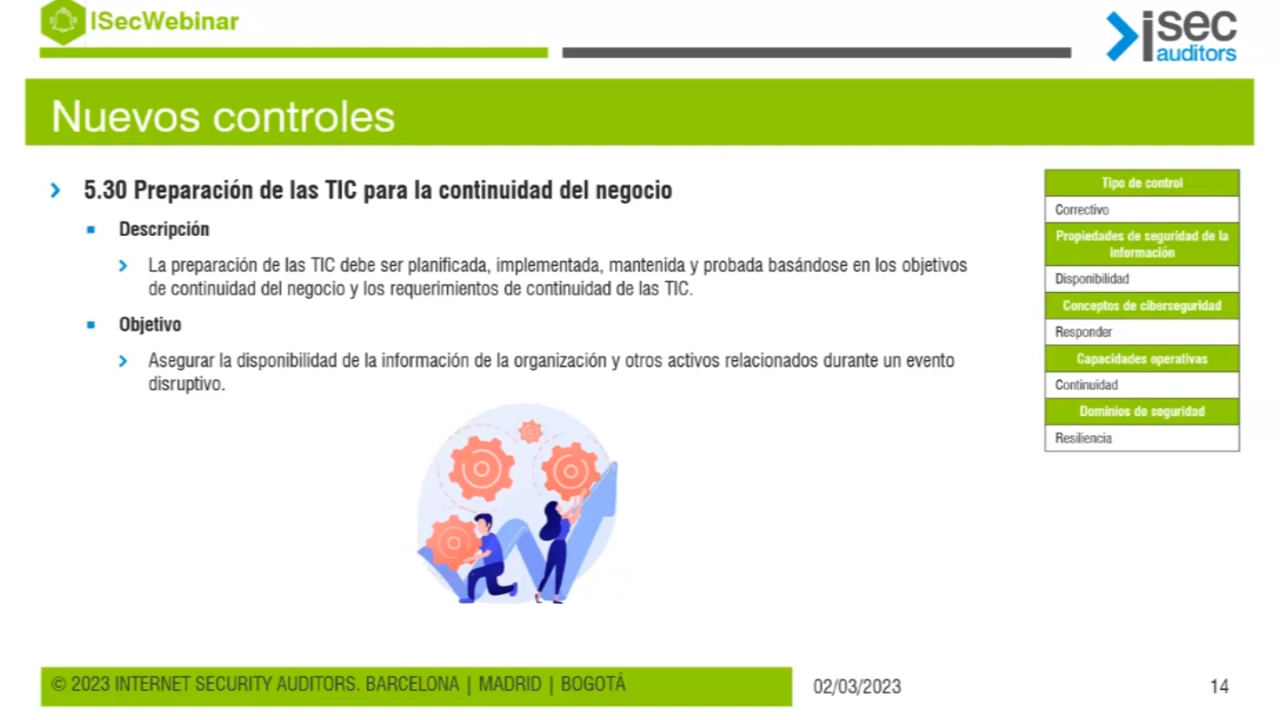 ISecWebinar
isec
auditors
Nuevos controles
5.30 Preparación de las TIC para la continuidad del negocio
Descripción
La preparación de las TIC debe ser planificada, implementada, mantenida y probada basándose en los objetivos
de continuidad del negocio y los requerimientos de continuidad de las TIC.
Objetivo
Asegurar la disponibilidad de la información de la organización y otros activos relacionados durante un evento
disruptivo.
Tipo de control
Correctivo
Propiedades de seguridad de la
información
Disponibilidad
Conceptos de ciberseguridad
Responder
Capacidades operativas
Continuidad
Dominios de seguridad
Resiliencia
© 2023 INTERNET SECURITY AUDITORS. BARCELONA | MADRID | BOGOTÁ
02/03/2023
14